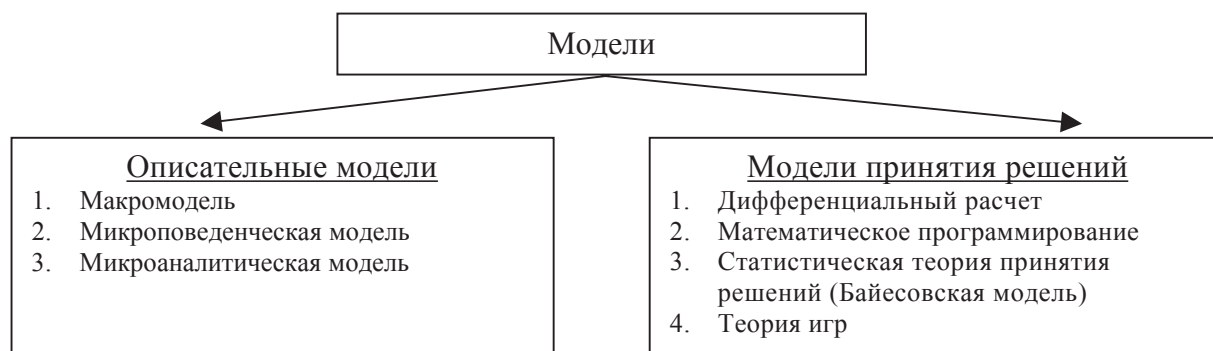 Модели
Описательные модели
1. Макромодель
2. Микроповеденческая модель
3. Микроаналитическая модель
Модели принятия решений
1. Дифференциальный расчет
2. Математическое программирование
3. Статистическая теория принятия
решений (Байесовская модель)
4. Теория игр